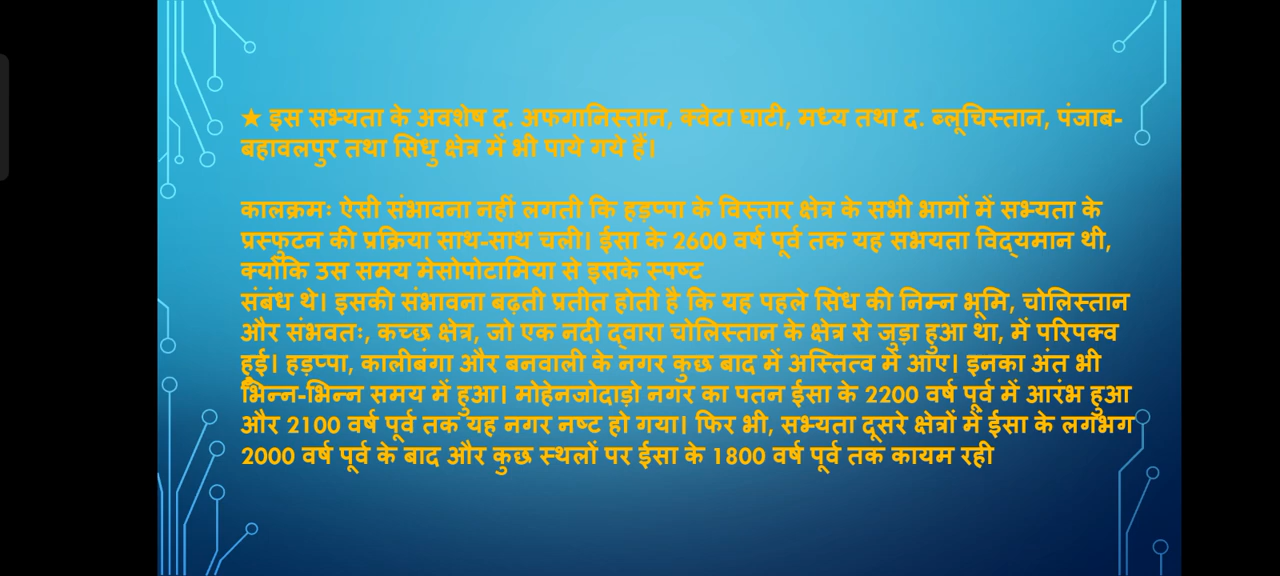 ★ इस सभ्यता के अवशेष द. अफगानिस्तान, क्वेटा घाटी, मध्य तथा द. ब्लूचिस्तान, पंजाब-
बहावलपुर तथा सिंधु क्षेत्र में भी पाये गये हैं।
कालक्रमः ऐसी संभावना नहीं लगती कि हड़प्पा के विस्तार क्षेत्र के सभी भागों में सभ्यता के
प्रस्फुटन की प्रक्रिया साथ-साथ चली। ईसा के 2600 वर्ष पूर्व तक यह सभयता विद्यमान थी,
क्योंकि उस समय मेसोपोटामिया से इसके स्पष्ट
संबंध थे। इसकी संभावना बढ़ती प्रतीत होती है कि यह पहले सिंध की निम्न भूमि, चोलिस्तान
और संभवतः, कच्छ क्षेत्र, जो एक नदी द्वारा चोलिस्तान के क्षेत्र से जुड़ा हुआ था, में परिपक्व
हुई। हड़प्पा, कालीबंगा और बनवाली के नगर कुछ बाद में अस्तित्व में आए। इनका अंत भी
भिन्न-भिन्न समय में हुआ। मोहेनजोदाड़ो नगर का पतन ईसा के 2200 वर्ष पूर्व में आरंभ हुआ
और 2100 वर्ष पूर्व तक यह नगर नष्ट हो गया। फिर भी, सभ्यता दूसरे क्षेत्रों में ईसा के लगभग
2000 वर्ष पूर्व के बाद और कुछ स्थलों पर ईसा के 1800 वर्ष पूर्व तक कायम रही